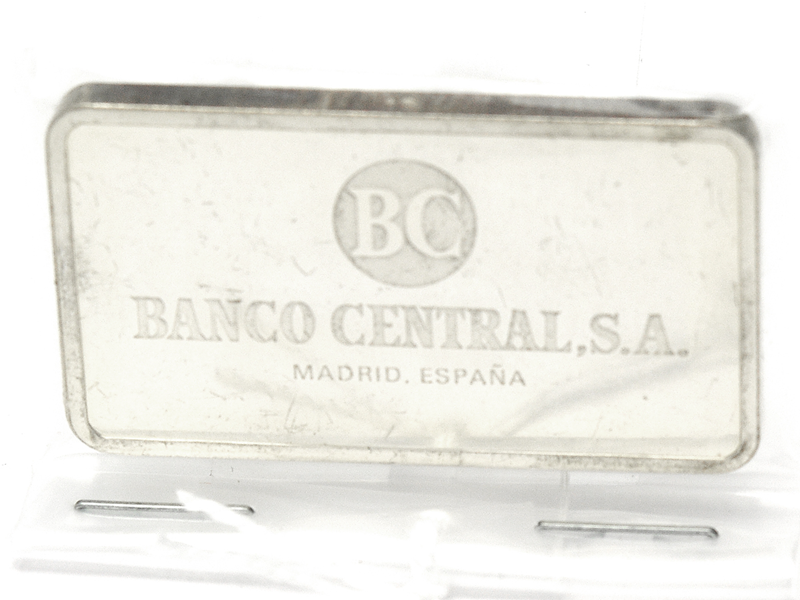 BC
BANCO CENTRAL, S.A.
MADRID. ESPAÑA